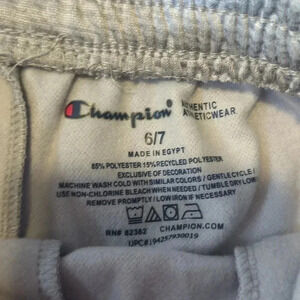 Champion
AUTHENTIC
ATHLETICWEAR
6/7
MADE IN EGYPT
85% POLYESTER 15% RECYCLED POLYESTER
EXCLUSIVE OF DECORATION
MACHINE WASH COLD WITH SIMILAR COLORS / GENTLE CYCLE /
USE NON-CHLORINE BLEACH WHEN NEEDED / TUMBLE DRY LOW
REMOVE PROMPTLY / LOW IRON IF NECESSARY
RN# 82382 CHAMPION.COM
UPC#194257930019